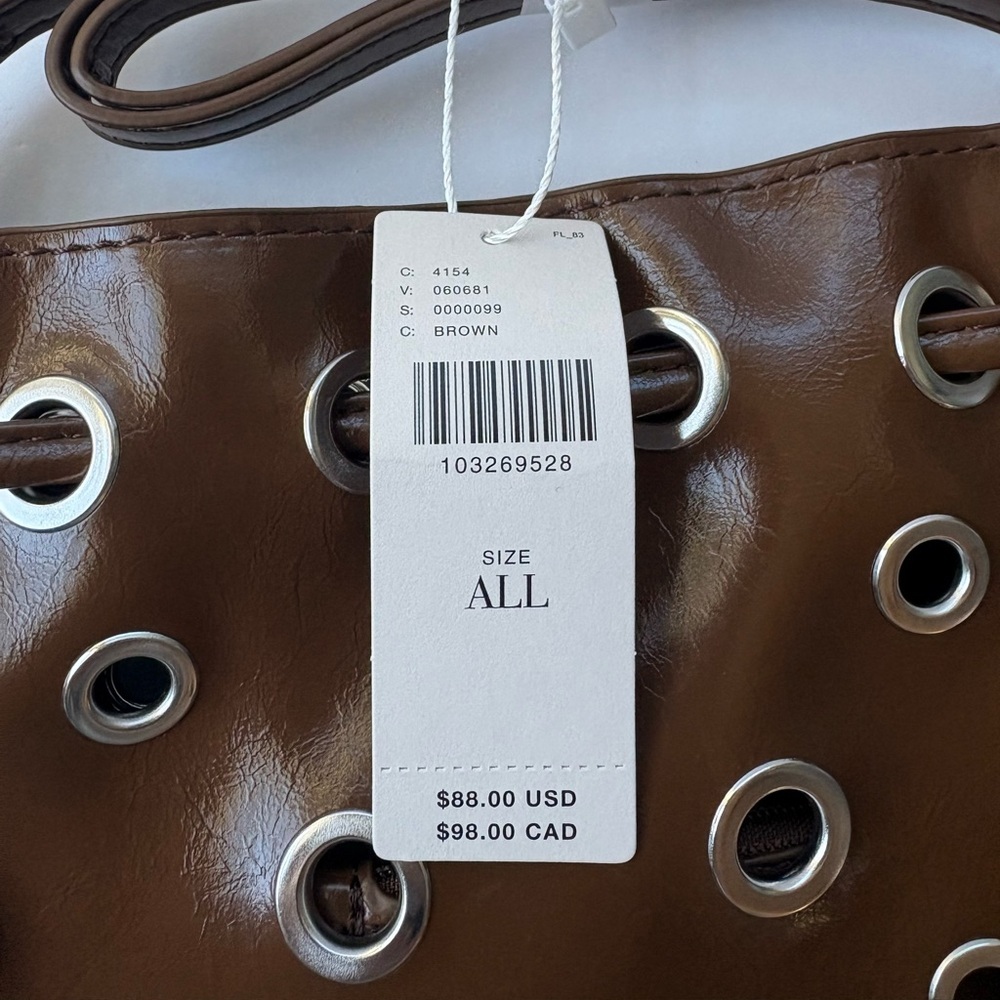 FL_83
C: 4154
V: 060681
S: 0000099
C: BROWN
103269528
SIZE
ALL
$88.00 USD
$98.00 CAD